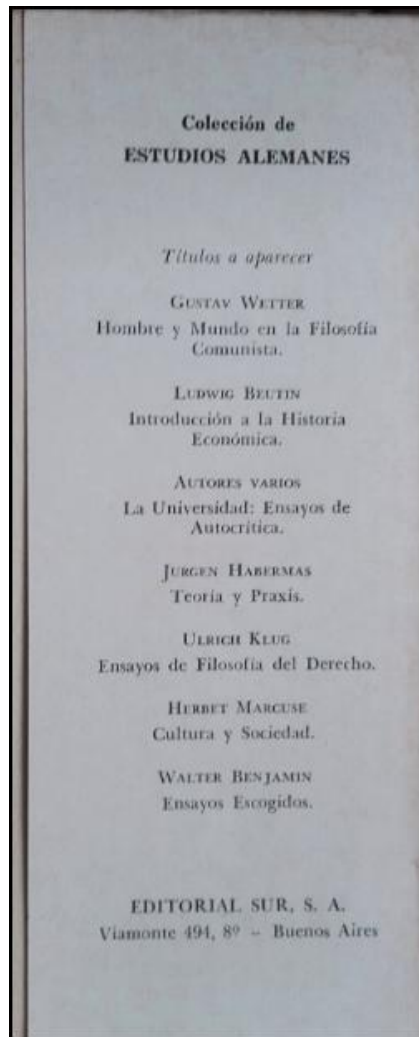 Colección de
ESTUDIOS ALEMANES
Títulos a aparecer
GUSTAV WETTER
Hombre y Mundo en la Filosofía
Comunista.
LUDWIG BEUTIN
Introducción a la Historia
Económica.
AUTORES VARIOS
La Universidad: Ensayos de
Autocrítica.
JURGEN HABERMAS
Teoría y Praxis.
ULRICH KLUG
Ensayos de Filosofía del Derecho.
HERBET MARCUSE
Cultura y Sociedad.
WALTER BENJAMIN
Ensayos Escogidos.
EDITORIAL SUR, S. A.
Viamonte 494, 8º – Buenos Aires